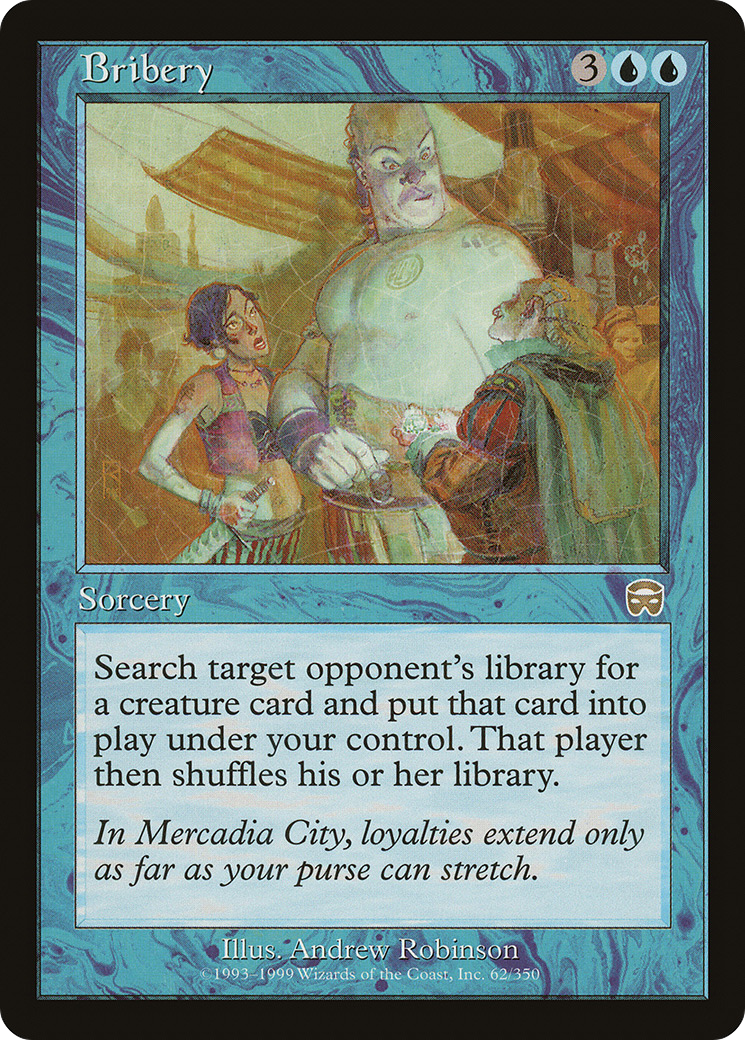 Bribery 3
Sorcery
Search target opponent's library for
a creature card and put that card into
play under your control. That player
then shuffles his or her library.
In Mercadia City, loyalties extend only
as far as your purse can stretch.
Illus. Andrew Robinson
©1993–1999 Wizards of the Coast, Inc. 62/350